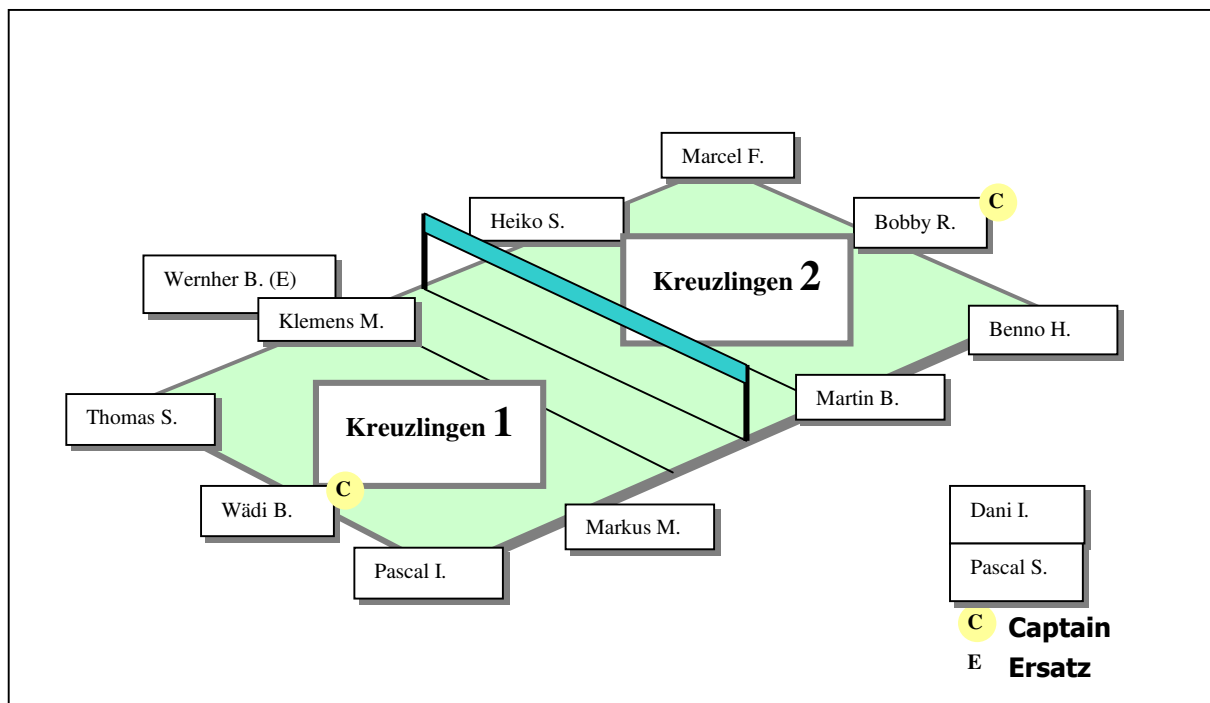 Marcel F.
Heiko S.
Bobby R.
C
Wernher B. (E)
Kreuzlingen 2
Klemens M.
Benno H.
Martin B.
Thomas S.
Kreuzlingen 1
Wädi B.
C
Markus M.
Pascal I.
Dani I.
Pascal S.
C Captain
E Ersatz